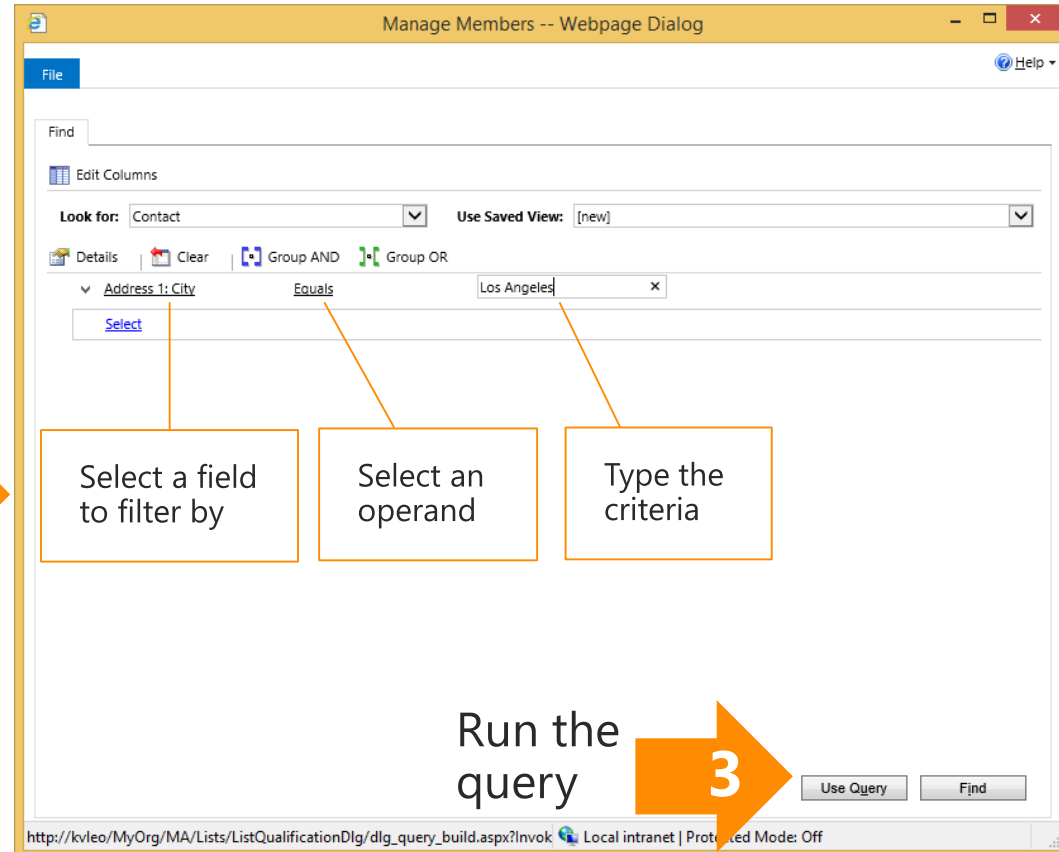 Manage Members -- Webpage Dialog
File
Help
Find
Edit Columns
Look for: Contact Use Saved View: [new]
Details Clear Group AND Group OR
Address 1: City Equals Los Angeles
Select
Select a field
to filter by
Select an
operand
Type the
criteria
Run the
query
3
Use Query Find
http://kvleo/MyOrg/MA/Lists/ListQualificationDlg/dlg_query_build.aspx?Invok Local intranet | Protected Mode: Off